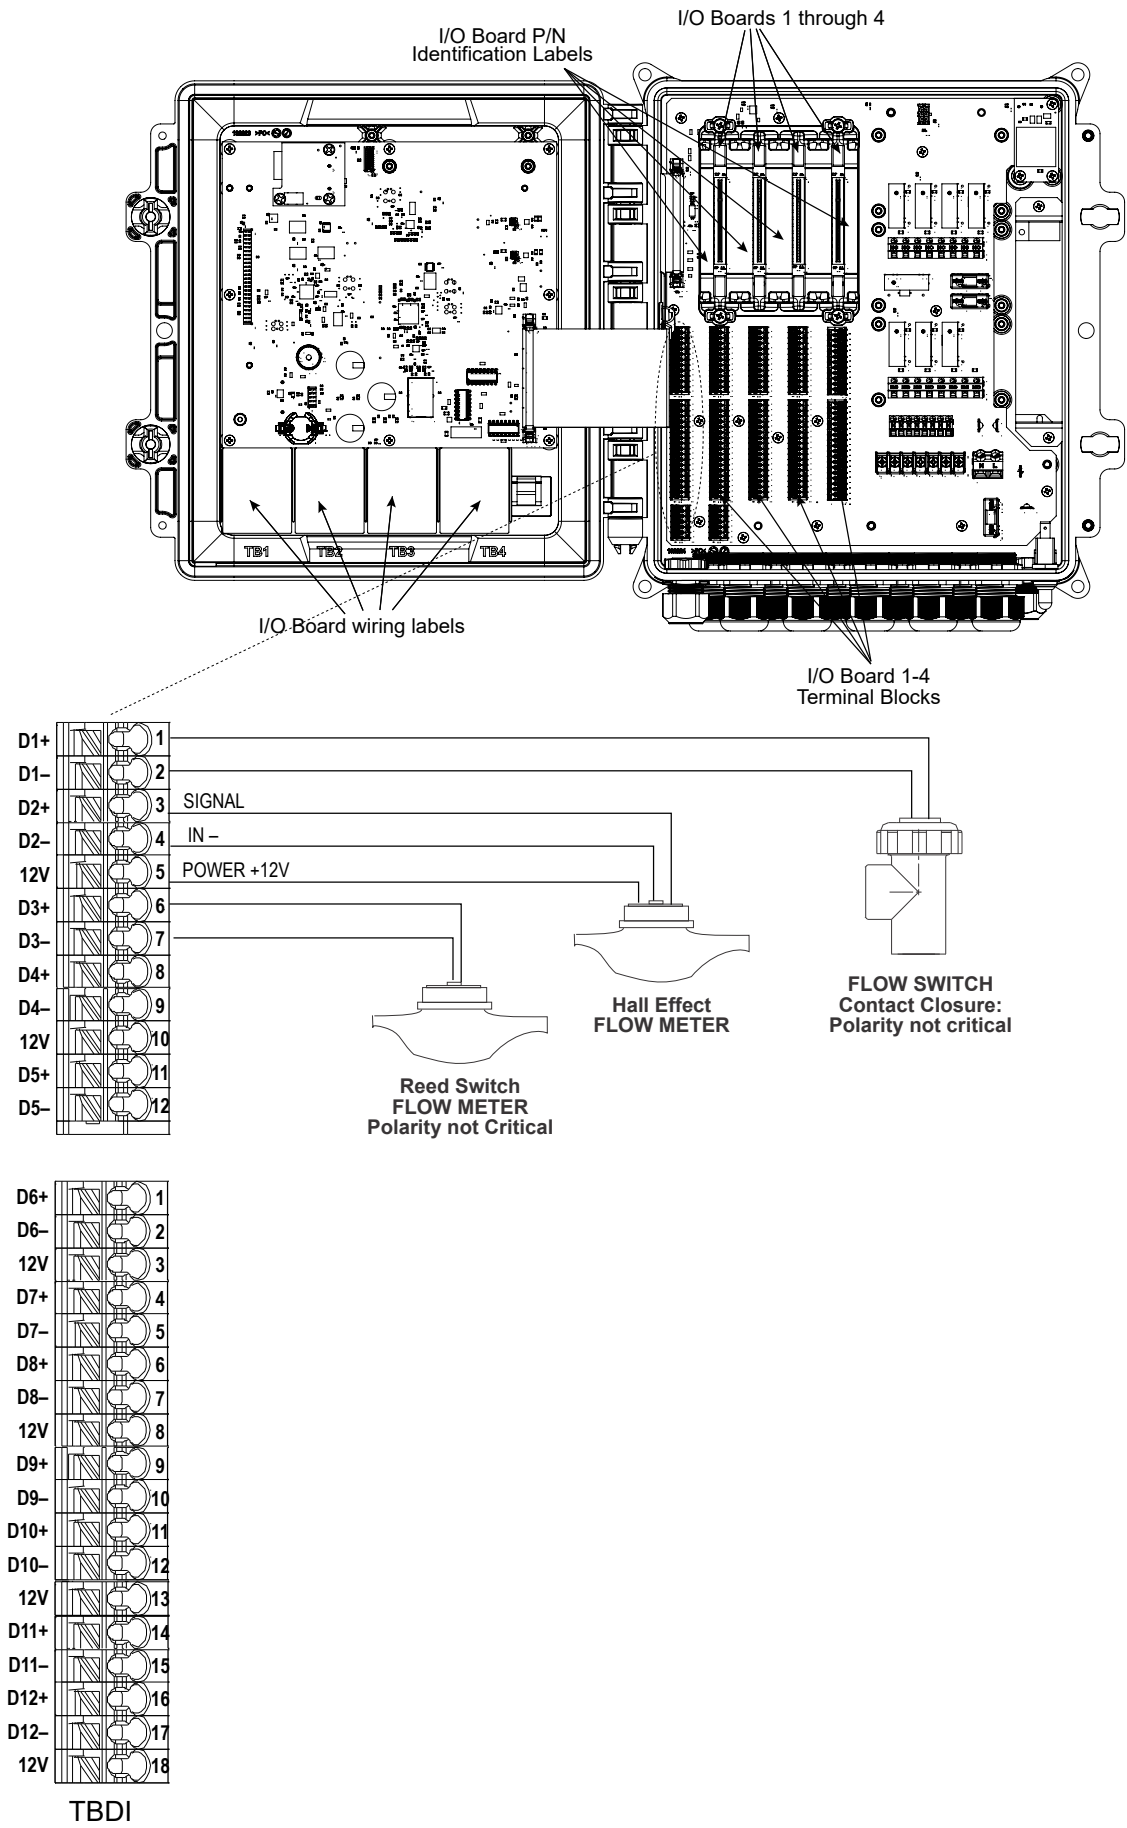 I/O Boards 1 through 4
I/O Board P/N
Identification Labels
TB1
TB2
TB3
TB4
I/O Board wiring labels
I/O Board 1-4
Terminal Blocks
D1+ 1
D1– 2
D2+ 3 SIGNAL
D2– 4 IN –
12V 5 POWER +12V
D3+ 6
D3– 7
D4+ 8
D4– 9
12V 10
D5+ 11
D5– 12
FLOW SWITCH
Contact Closure:
Polarity not critical
Hall Effect
FLOW METER
Reed Switch
FLOW METER
Polarity not Critical
D6+ 1
D6– 2
12V 3
D7+ 4
D7– 5
D8+ 6
D8– 7
12V 8
D9+ 9
D9– 10
D10+ 11
D10– 12
12V 13
D11+ 14
D11– 15
D12+ 16
D12– 17
12V 18
TBDI